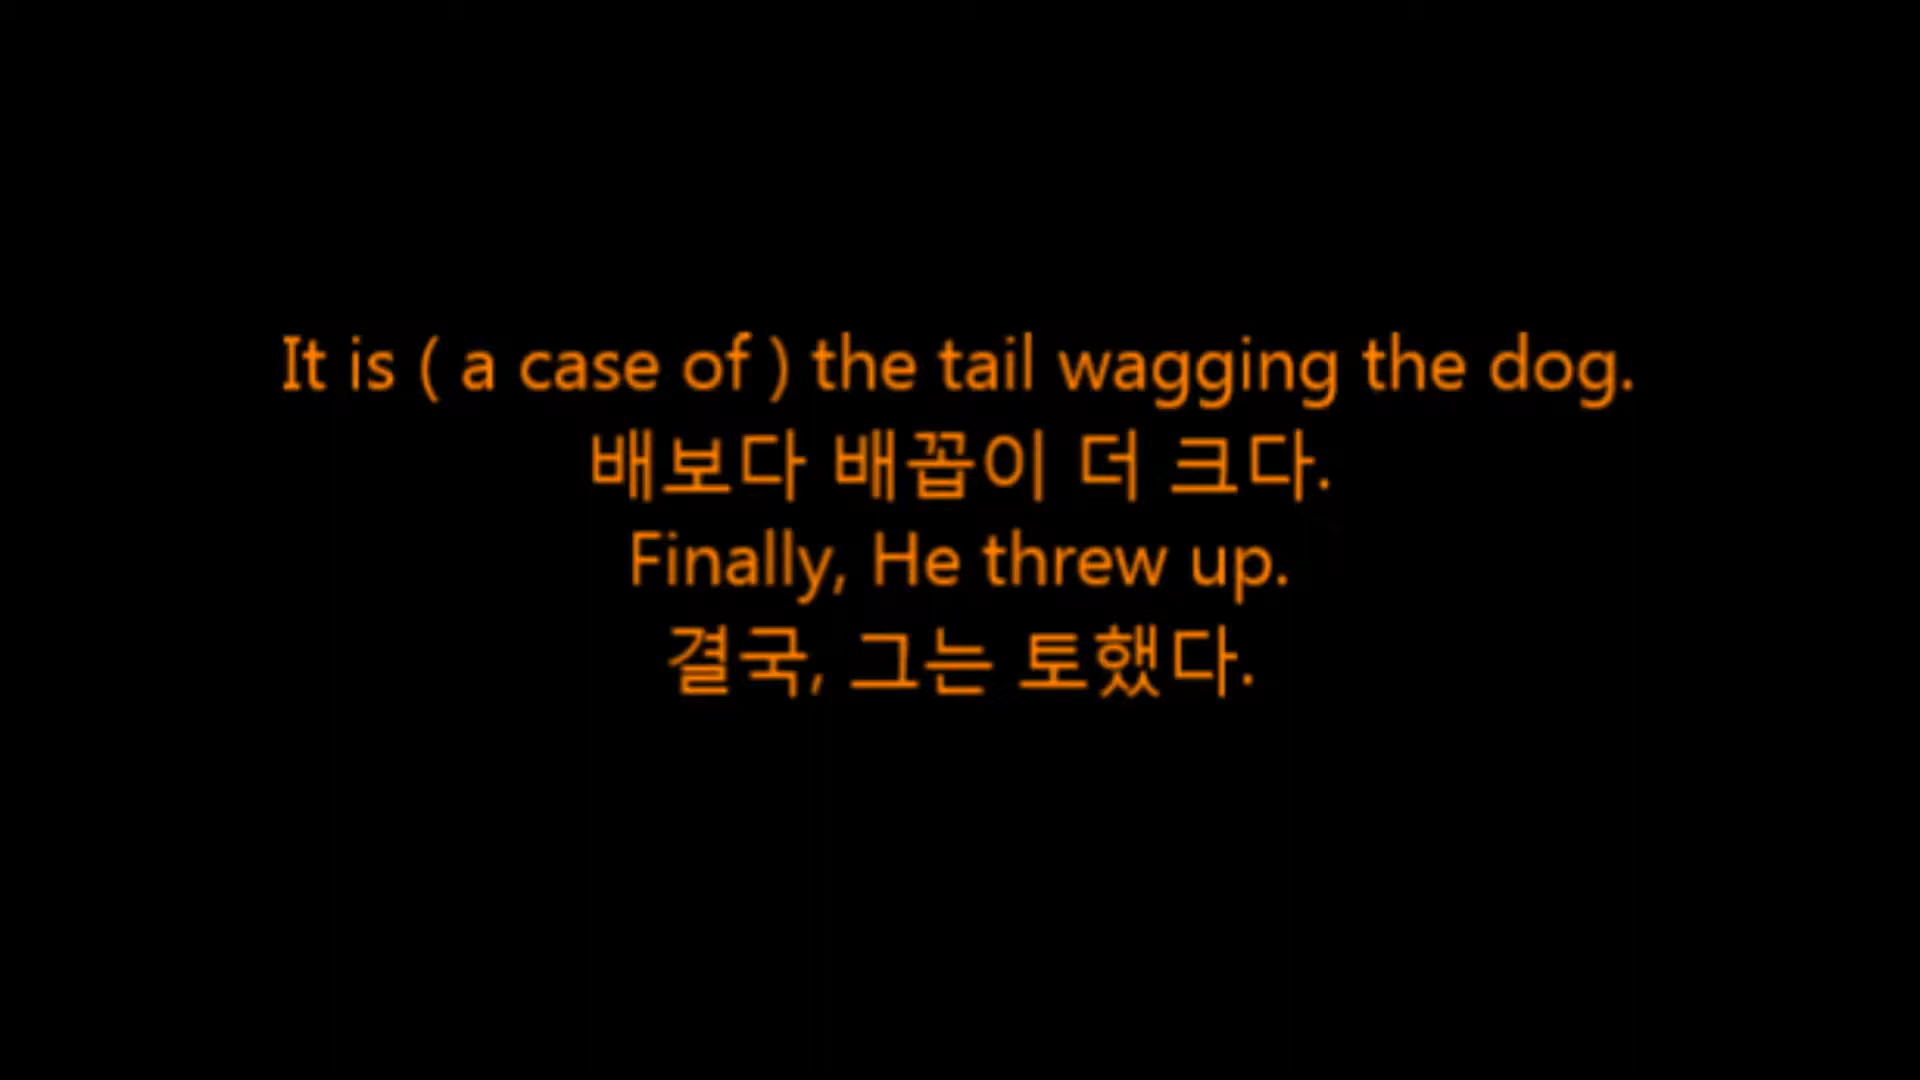 It is ( a case of ) the tail wagging the dog.
배보다 배꼽이 더 크다.
Finally, He threw up.
결국, 그는 토했다.